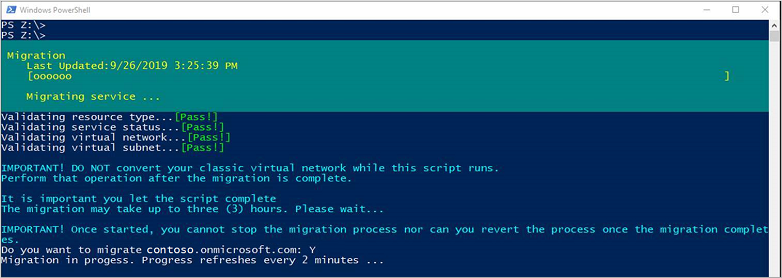 Windows PowerShell
PS Z:\>
PS Z:\>
Migration
Last Updated:9/26/2019 3:25:39 PM
[oooooo ]
Migrating service ...
Validating resource type...[Pass!]
Validating service status...[Pass!]
Validating virtual network...[Pass!]
Validating virtual subnet...[Pass!]
IMPORTANT! DO NOT convert your classic virtual network while this script runs.
Perform that operation after the migration is complete.
It is important you let the script complete
The migration may take up to three (3) hours. Please wait...
IMPORTANT! Once started, you cannot stop the migration process nor can you revert the process once the migration complet
es.
Do you want to migrate contoso.onmicrosoft.com: Y
Migration in progess. Progress refreshes every 2 minutes ...